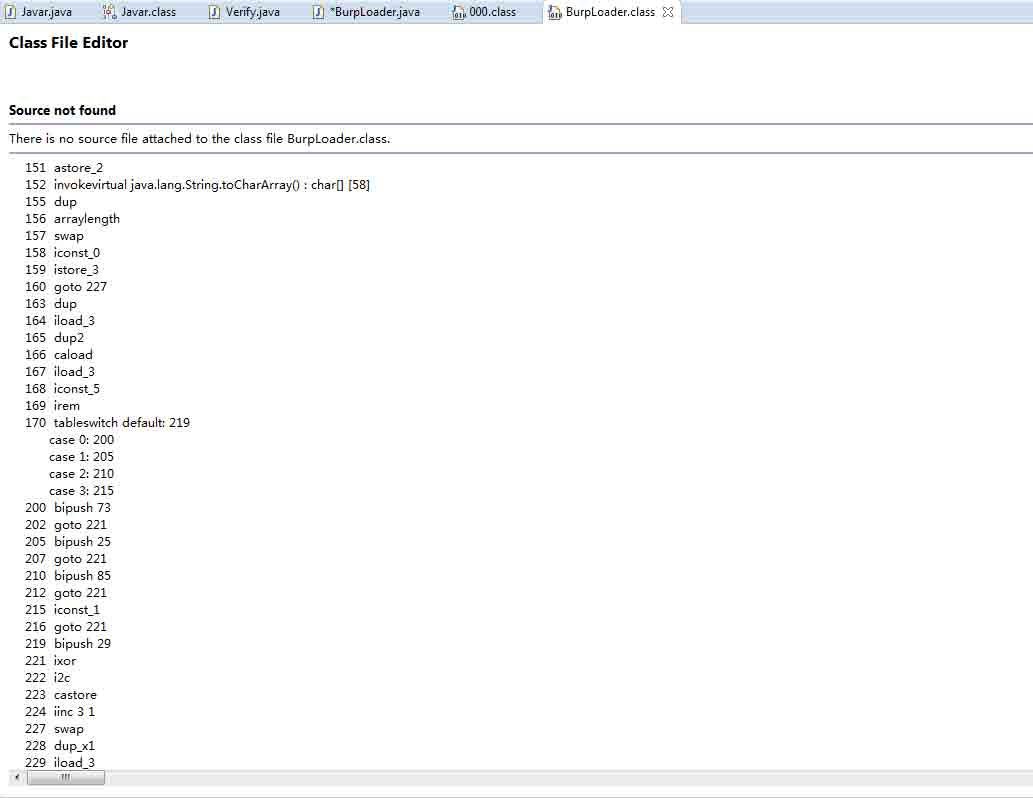 Javar.java Javar.class Verify.java *BurpLoader.java 000.class BurpLoader.class
Class File Editor
Source not found
There is no source file attached to the class file BurpLoader.class.
151 astore_2
152 invokevirtual java.lang.String.toCharArray() : char[] [58]
155 dup
156 arraylength
157 swap
158 iconst_0
159 istore_3
160 goto 227
163 dup
164 iload_3
165 dup2
166 caload
167 iload_3
168 iconst_5
169 irem
170 tableswitch default: 219
case 0: 200
case 1: 205
case 2: 210
case 3: 215
200 bipush 73
202 goto 221
205 bipush 25
207 goto 221
210 bipush 85
212 goto 221
215 iconst_1
216 goto 221
219 bipush 29
221 ixor
222 i2c
223 castore
224 iinc 3 1
227 swap
228 dup_x1
229 iload_3